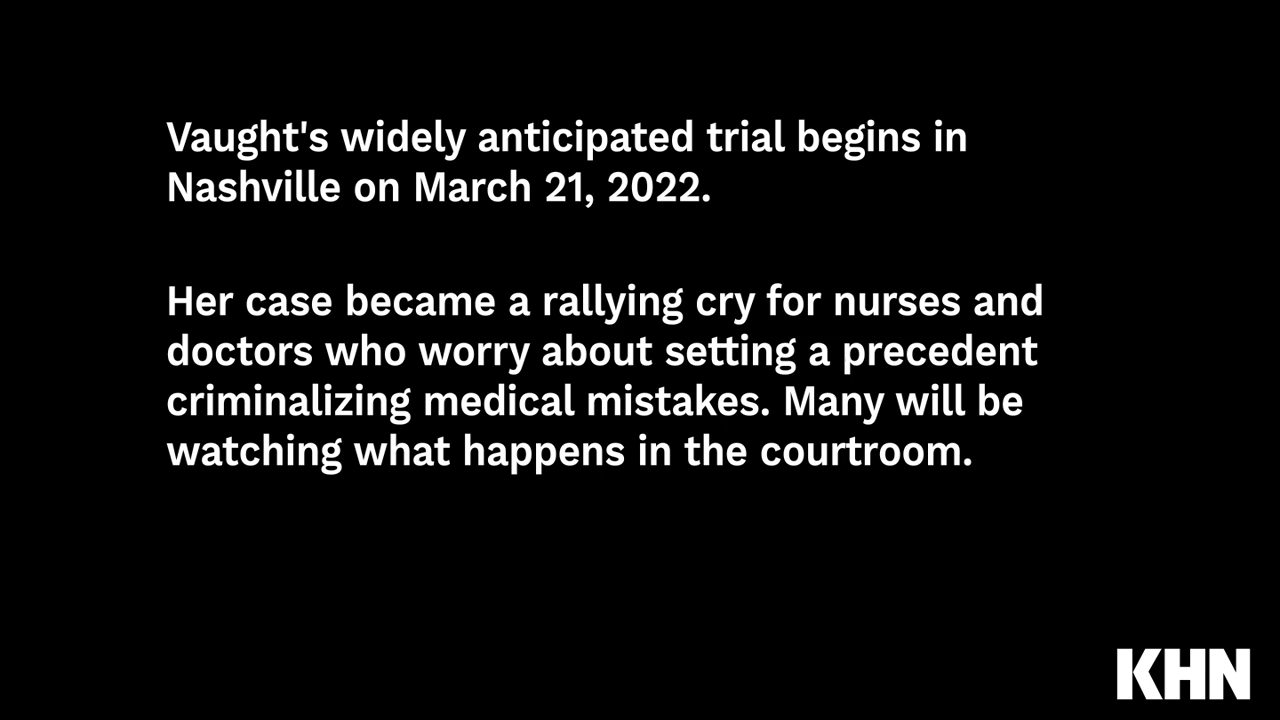 Vaught's widely anticipated trial begins in
Nashville on March 21, 2022.
Her case became a rallying cry for nurses and
doctors who worry about setting a precedent
criminalizing medical mistakes. Many will be
watching what happens in the courtroom.
KHN